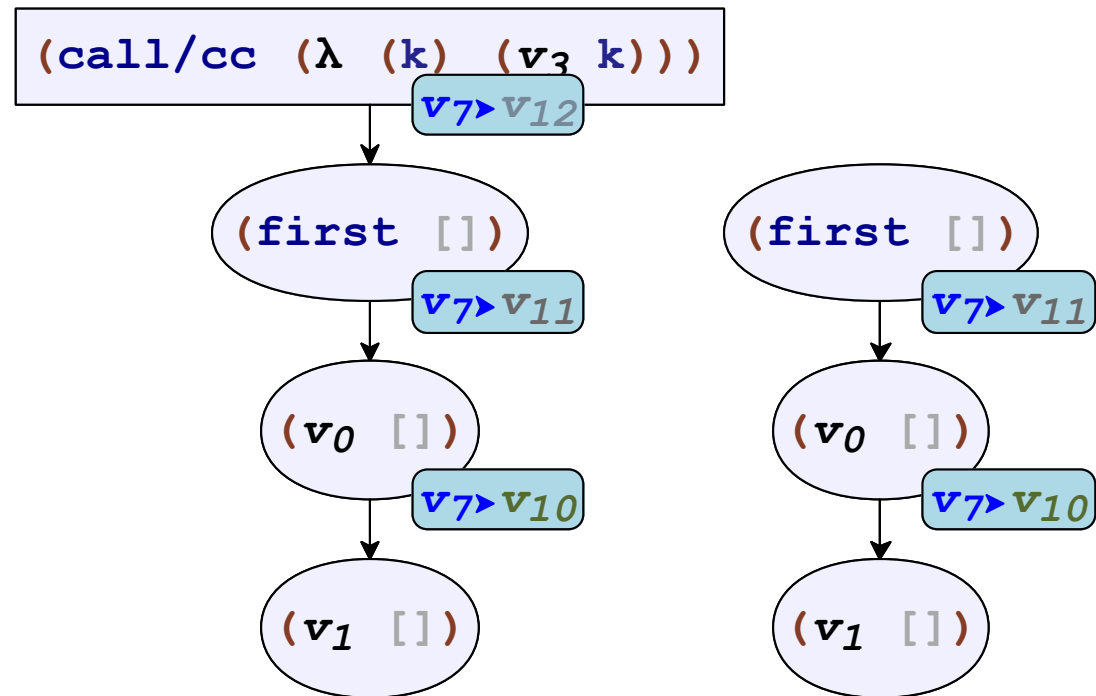 (call/cc (λ (k) (v₃ k)))
v₇➤v₁₂
(first []) (first [])
v₇➤v₁₁ v₇➤v₁₁
(v₀ []) (v₀ [])
v₇➤v₁₀ v₇➤v₁₀
(v₁ []) (v₁ [])